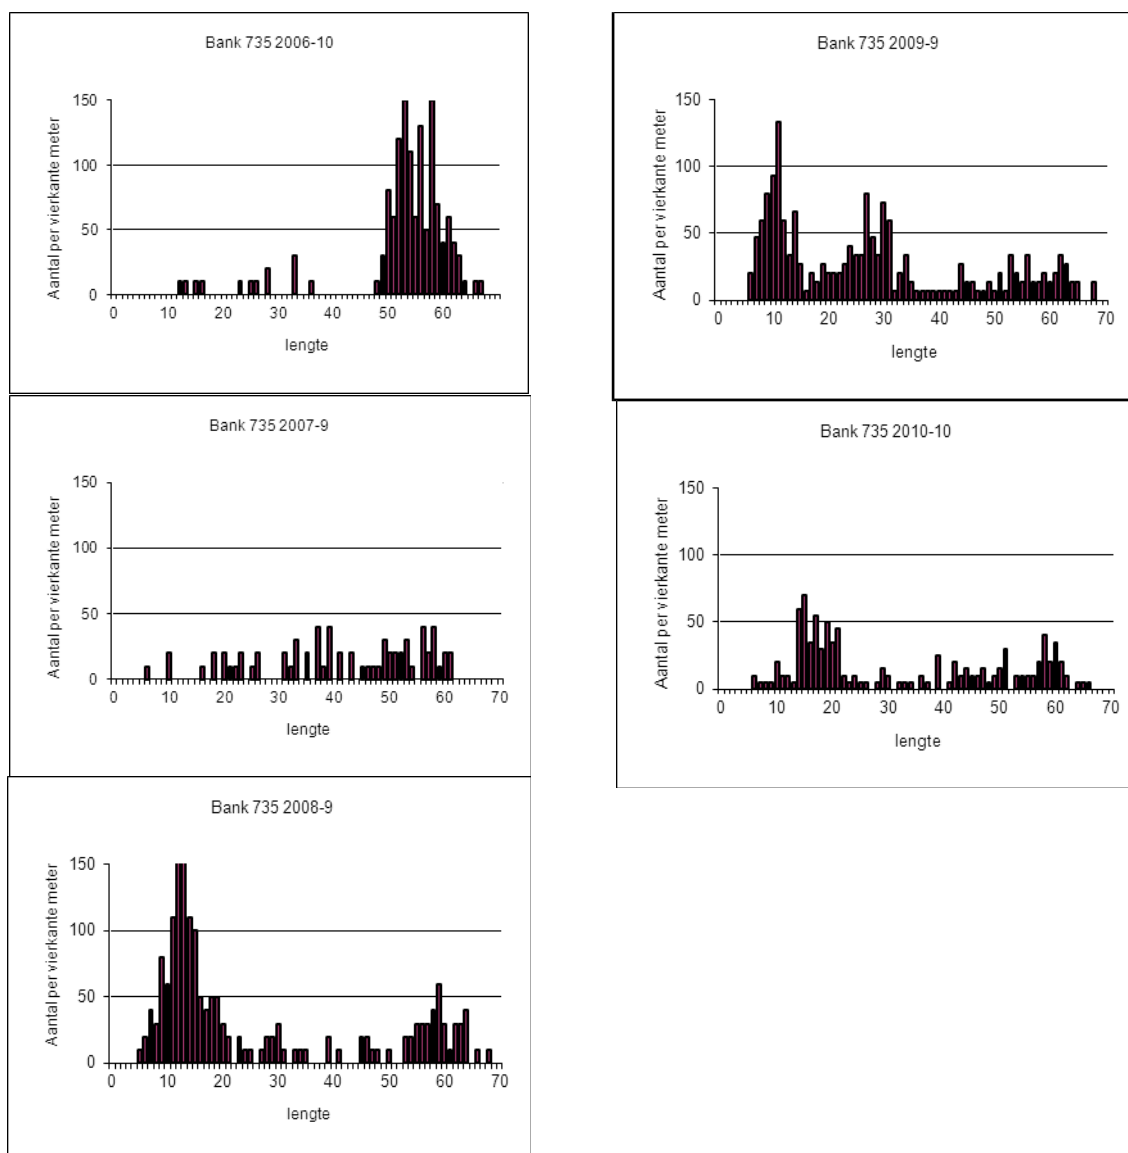 Bank 735 2006-10
Aantal per vierkante meter
150
100
50
0
0 10 20 30 40 50 60
lengte
Bank 735 2007-9
Aantal per vierkante meter
150
100
50
0
0 10 20 30 40 50 60 70
lengte
Bank 735 2008-9
Aantal per vierkante meter
150
100
50
0
0 10 20 30 40 50 60 70
lengte
Bank 735 2009-9
Aantal per vierkante meter
150
100
50
0
0 10 20 30 40 50 60 70
lengte
Bank 735 2010-10
Aantal per vierkante meter
150
100
50
0
0 10 20 30 40 50 60 70
lengte